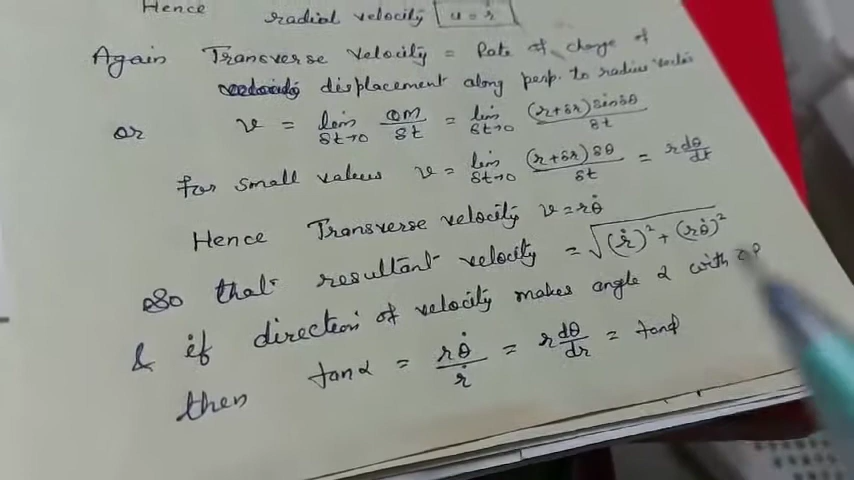 Hence radial velocity u = ṙ
Again Transverse velocity = Rate of change of
displacement along perp. to radius vector
or v = lim δt→0 QM/δt = lim δt→0 (r+δr) sin δθ/δt
for small values v = lim δt→0 (r+δr) δθ/δt = r dθ/dt
Hence Transverse velocity v = rθ̇
So that resultant velocity = √((ṙ)² + (rθ̇)²)
& if direction of velocity makes angle α with OP
then tan α = rθ̇/ṙ = r dθ/dr = tan ϕ